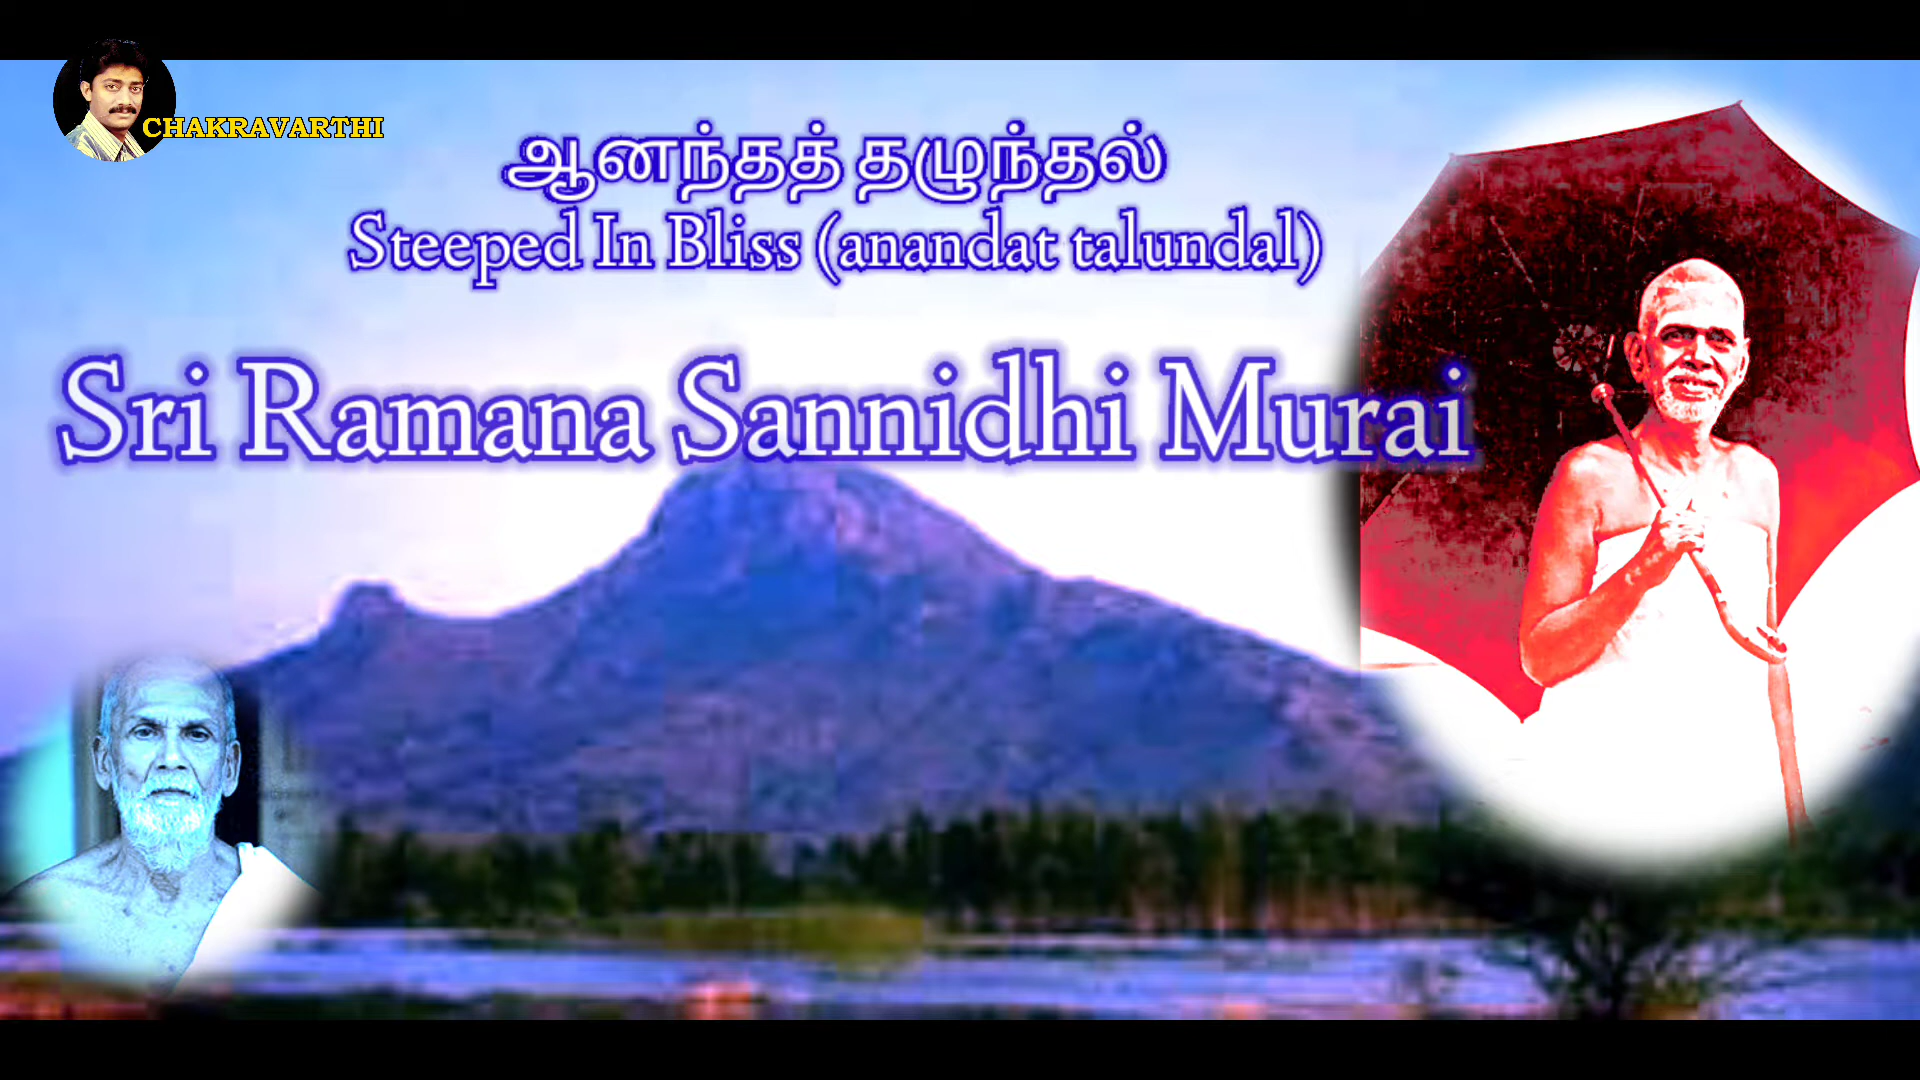 CHAKRAVARTHI
ஆனந்தத் தழுந்தல்
Steeped In Bliss (anandat talundal)
Sri Ramana Sannidhi Murai